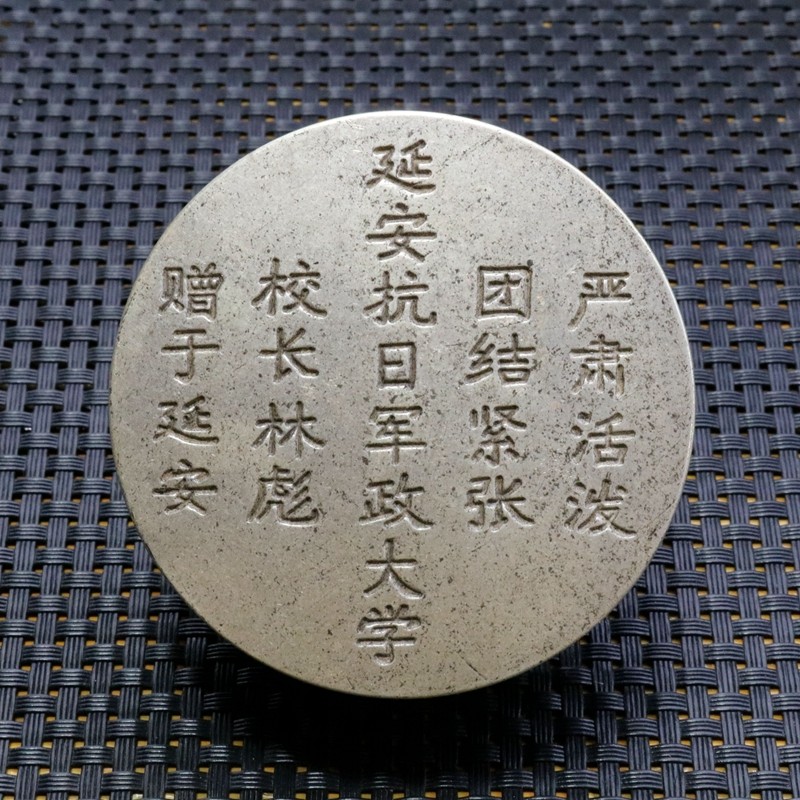 严肃活泼
团结紧张
延安抗日军政大学
校长林彪
赠于延安